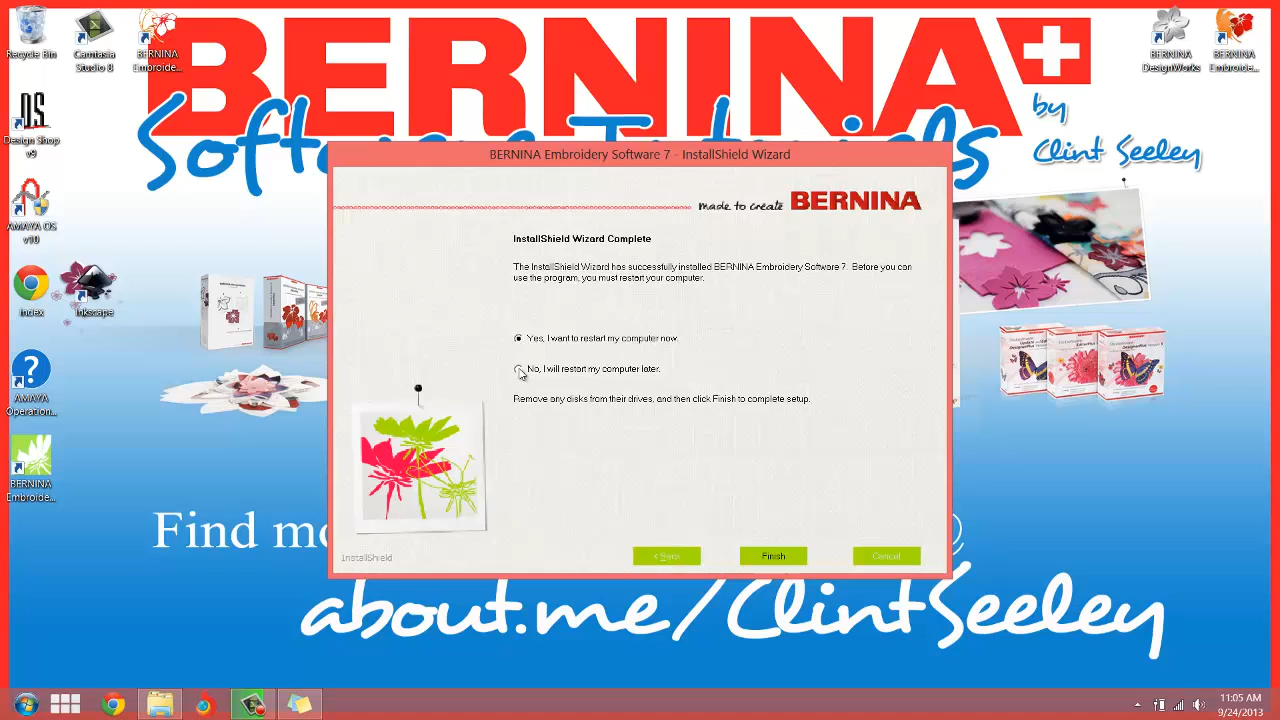 BERNINA
by
Clint Seeley
Recycle Bin
Camtasia
Studio 8
BERNINA
Embroide...
BERNINA
DesignWorks
BERNINA
Embroide...
Design Shop
v9
AMAYA OS
v10
Index
Inkscape
AMAYA
Operation...
BERNINA
Embroide...
BERNINA Embroidery Software 7 - InstallShield Wizard
made to create BERNINA
InstallShield Wizard Complete
The InstallShield Wizard has successfully installed BERNINA Embroidery Software 7. Before you can
use the program, you must restart your computer.
Yes, I want to restart my computer now.
No, I will restart my computer later.
Remove any disks from their drives, and then click Finish to complete setup.
InstallShield
< Back
Finish
Cancel
Find mo
about.me/ClintSeeley
11:05 AM
9/24/2013